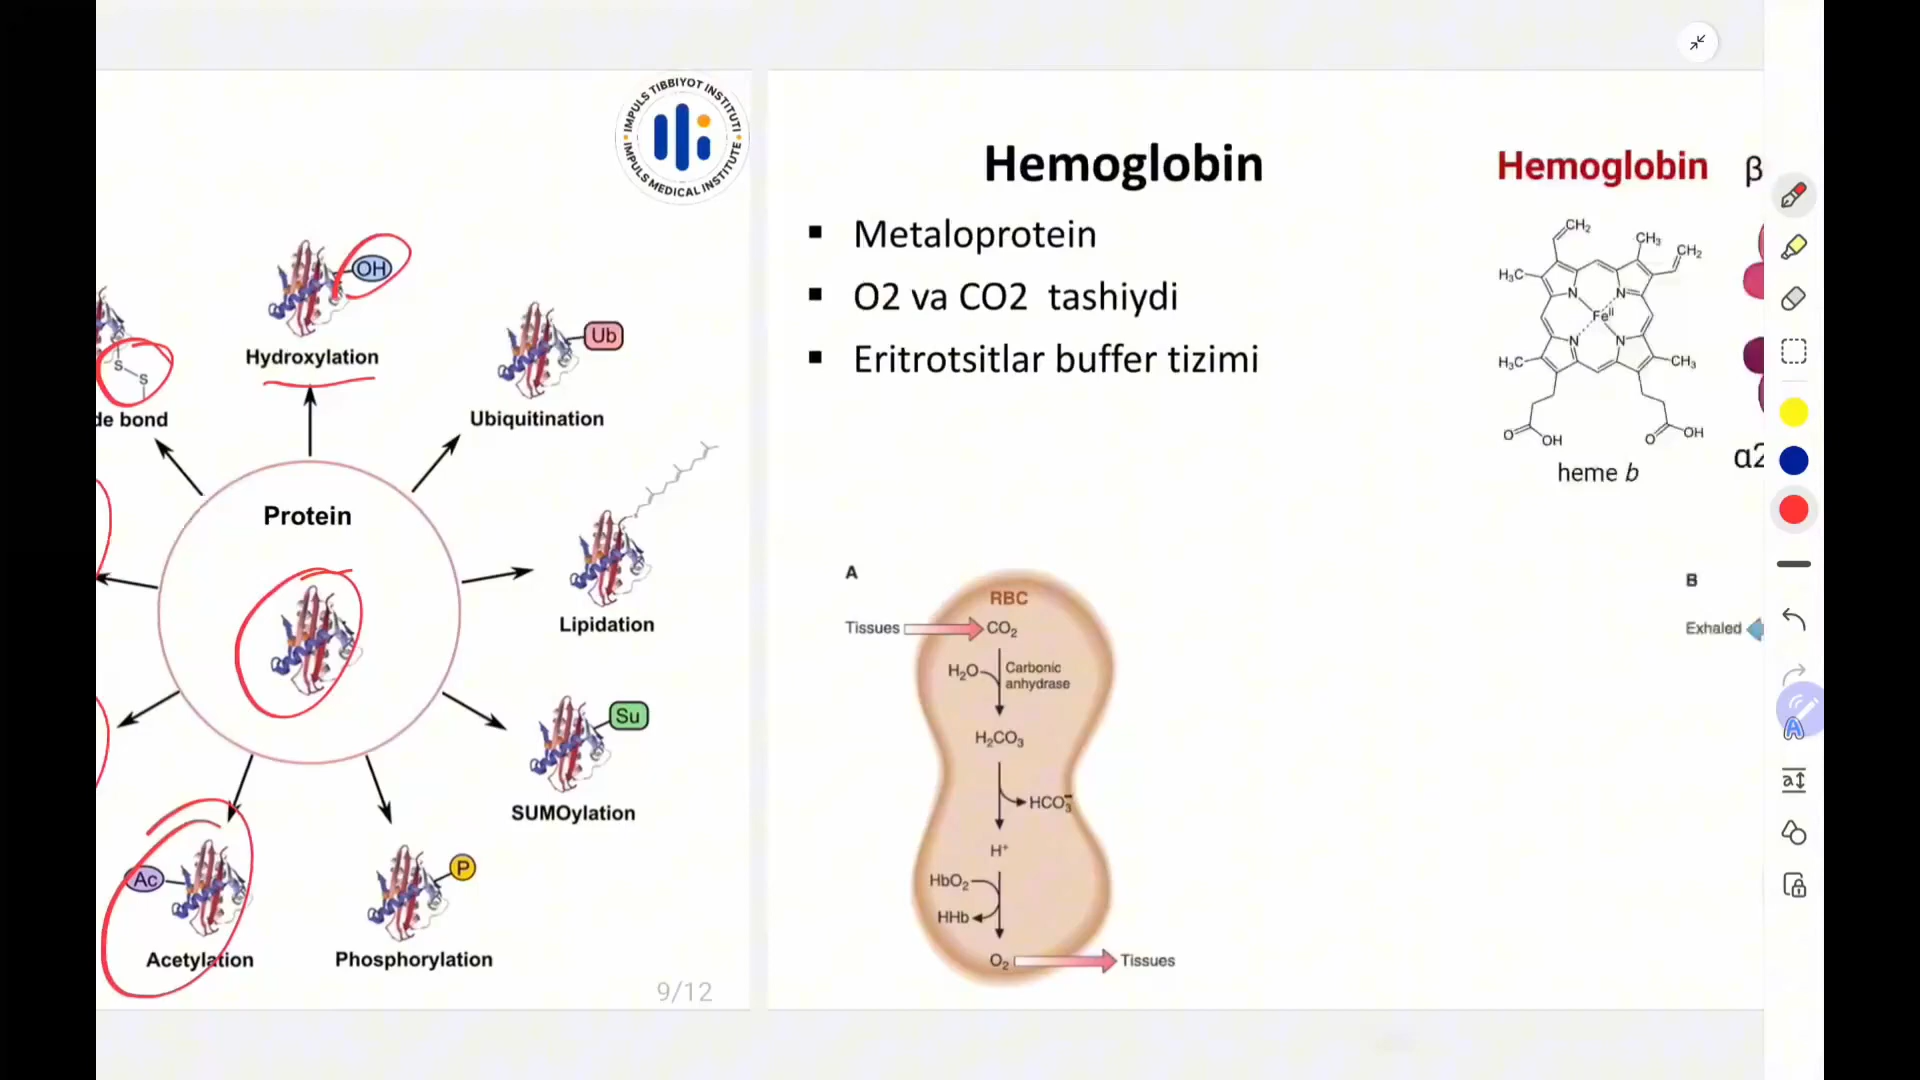 IMPULS TIBBIYOT INSTITUTI
IMPULS MEDICAL INSTITUTE
OH
Hydroxylation
Ub
Ubiquitination
S
S
de bond
Protein
Lipidation
Su
SUMOylation
Ac
Acetylation
P
Phosphorylation
9/12
Hemoglobin
▪ Metaloprotein
▪ O2 va CO2 tashiydi
▪ Eritrotsitlar buffer tizimi
Hemoglobin
β
CH₂
CH₃
CH₂
H₃C
N
N
Feᴵᴵ
N
N
H₃C
CH₃
O
OH
O
OH
heme b
α2
A
RBC
Tissues
CO₂
H₂O
Carbonic
anhydrase
H₂CO₃
HCO₃⁻
H⁺
HbO₂
HHb
O₂
Tissues
B
Exhaled
A
a